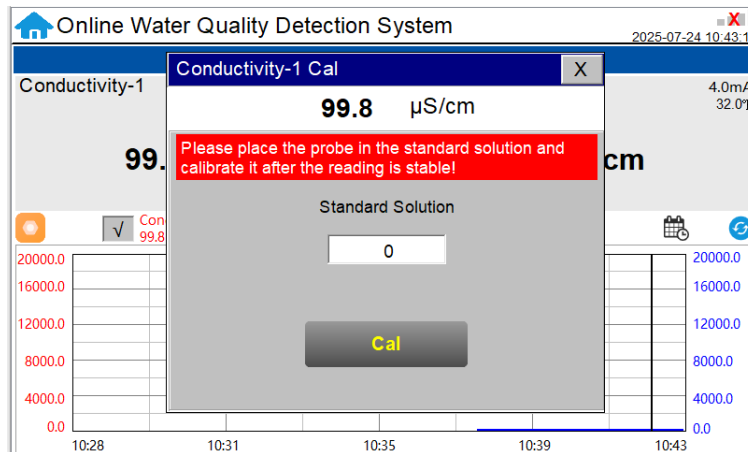 Online Water Quality Detection System
2025-07-24 10:43:1
Conductivity-1 Cal
X
Conductivity-1
4.0mA
99.8 µS/cm
Please place the probe in the standard solution and
calibrate it after the reading is stable!
99.
cm
Standard Solution
√
Con
99.8
0
Cal
20000.0
16000.0
12000.0
8000.0
4000.0
0.0
20000.0
16000.0
12000.0
8000.0
4000.0
0.0
10:28 10:31 10:35 10:39 10:43